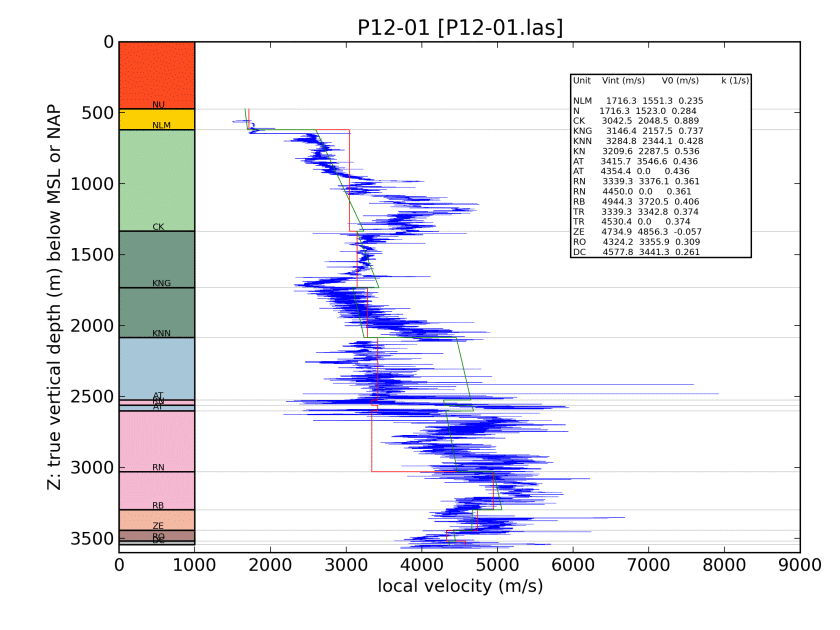 P12-01 [P12-01.las]
Z: true vertical depth (m) below MSL or NAP
0
500
1000
1500
2000
2500
3000
3500
NU
NLM
CK
KNG
KNN
AT
AT
RN
RB
ZE
RO
DC
Unit Vint (m/s) V0 (m/s) k (1/s)
NLM 1716.3 1551.3 0.235
N 1716.3 1523.0 0.284
CK 3042.5 2048.5 0.889
KNG 3146.4 2157.5 0.737
KNN 3284.8 2344.1 0.428
KN 3209.6 2287.5 0.536
AT 3415.7 3546.6 0.436
AT 4354.4 0.0 0.436
RN 3339.3 3376.1 0.361
RN 4450.0 0.0 0.361
RB 4944.3 3720.5 0.406
TR 3339.3 3342.8 0.374
TR 4530.4 0.0 0.374
ZE 4734.9 4856.3 -0.057
RO 4324.2 3355.9 0.309
DC 4577.8 3441.3 0.261
0 1000 2000 3000 4000 5000 6000 7000 8000 9000
local velocity (m/s)